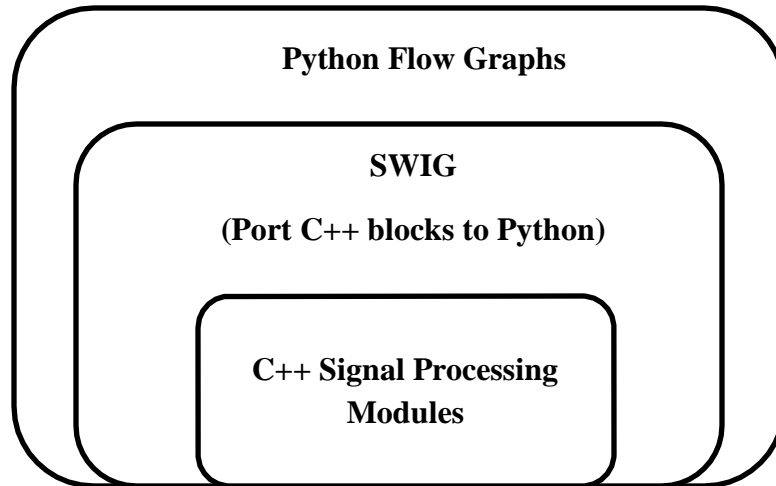 Python Flow Graphs
SWIG
(Port C++ blocks to Python)
C++ Signal Processing
Modules